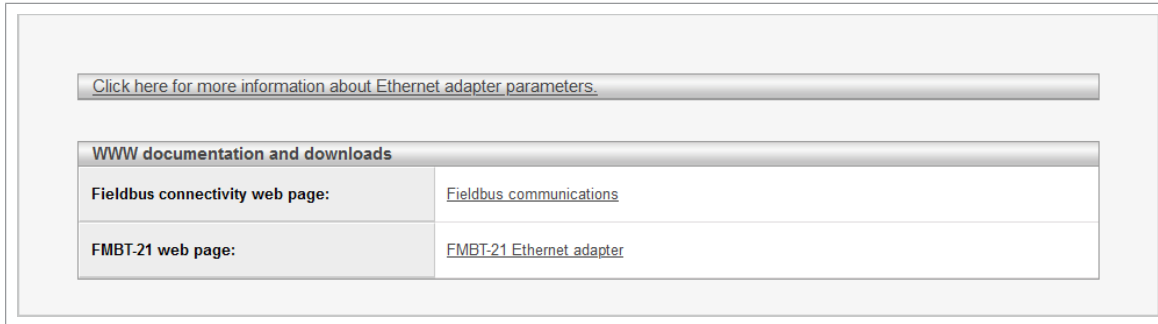 Click here for more information about Ethernet adapter parameters.
WWW documentation and downloads
Fieldbus connectivity web page: Fieldbus communications
FMBT-21 web page: FMBT-21 Ethernet adapter